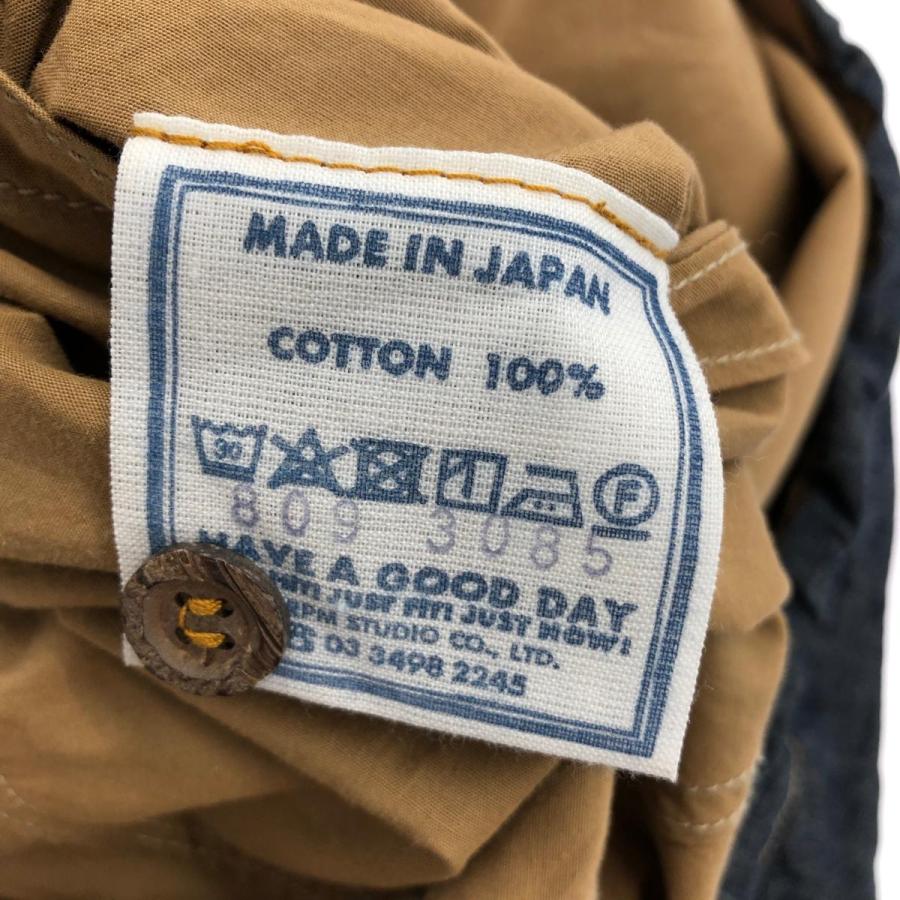 MADE IN JAPAN
COTTON 100%
30
F
809 3085
HAVE A GOOD DAY
JUST FIT! JUST NOW!
STUDIO CO., LTD.
03 3498 2245